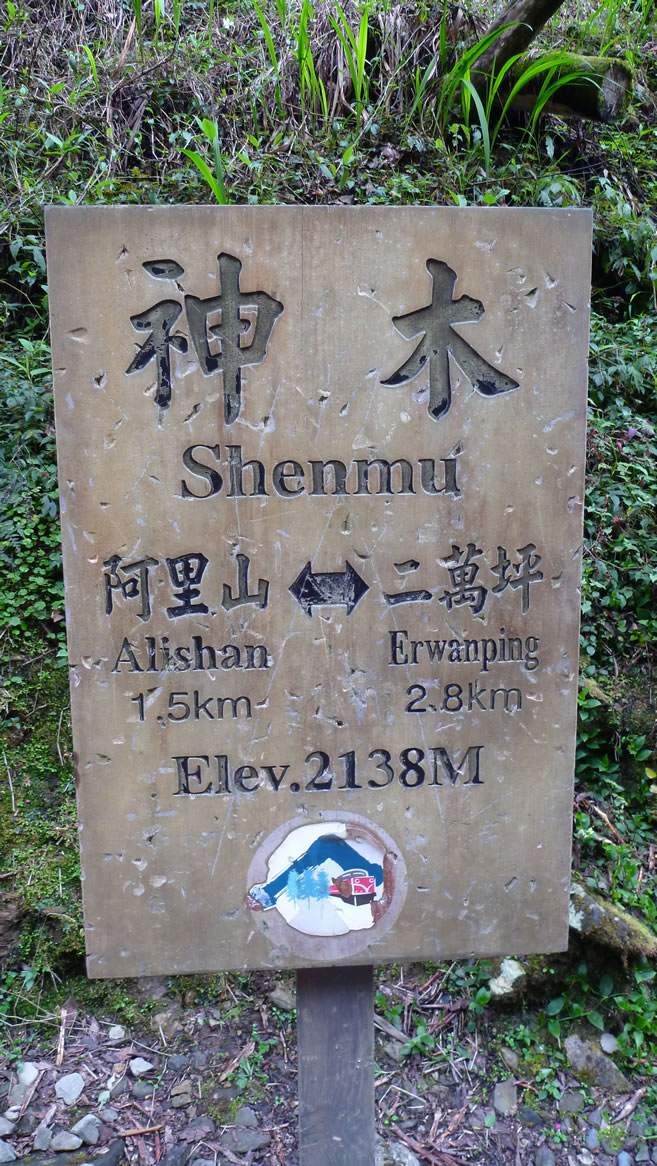 神木
Shenmu
阿里山 ↔ 二萬坪
Alishan Erwanping
1.5km 2.8km
Elev.2138M